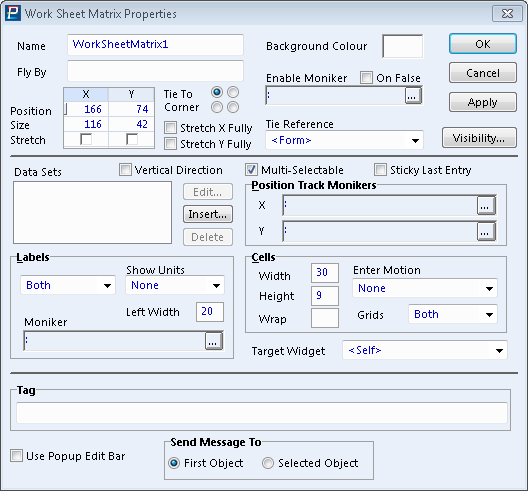 Work Sheet Matrix Properties
Name WorkSheetMatrix1 Background Colour OK
Fly By Enable Moniker On False Cancel
X Y Tie To Corner : ... Apply
Position 166 74
Size 116 42 Stretch X Fully Tie Reference
Stretch Stretch Y Fully <Form> Visibility...
Data Sets Vertical Direction Multi-Selectable Sticky Last Entry
Edit... Position Track Monikers
Insert... X : ...
Delete Y : ...
Labels Cells
Show Units Width 30 Enter Motion
Both None Height 9 None
Left Width 20 Wrap Grids Both
Moniker
: ... Target Widget <Self>
Tag
Use Popup Edit Bar Send Message To
First Object Selected Object